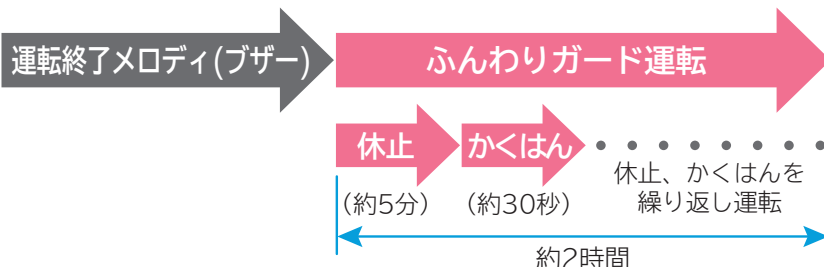 運転終了メロディ(ブザー)
ふんわりガード運転
休止
かくはん
(約5分)
(約30秒)
休止、かくはんを
繰り返し運転
約2時間